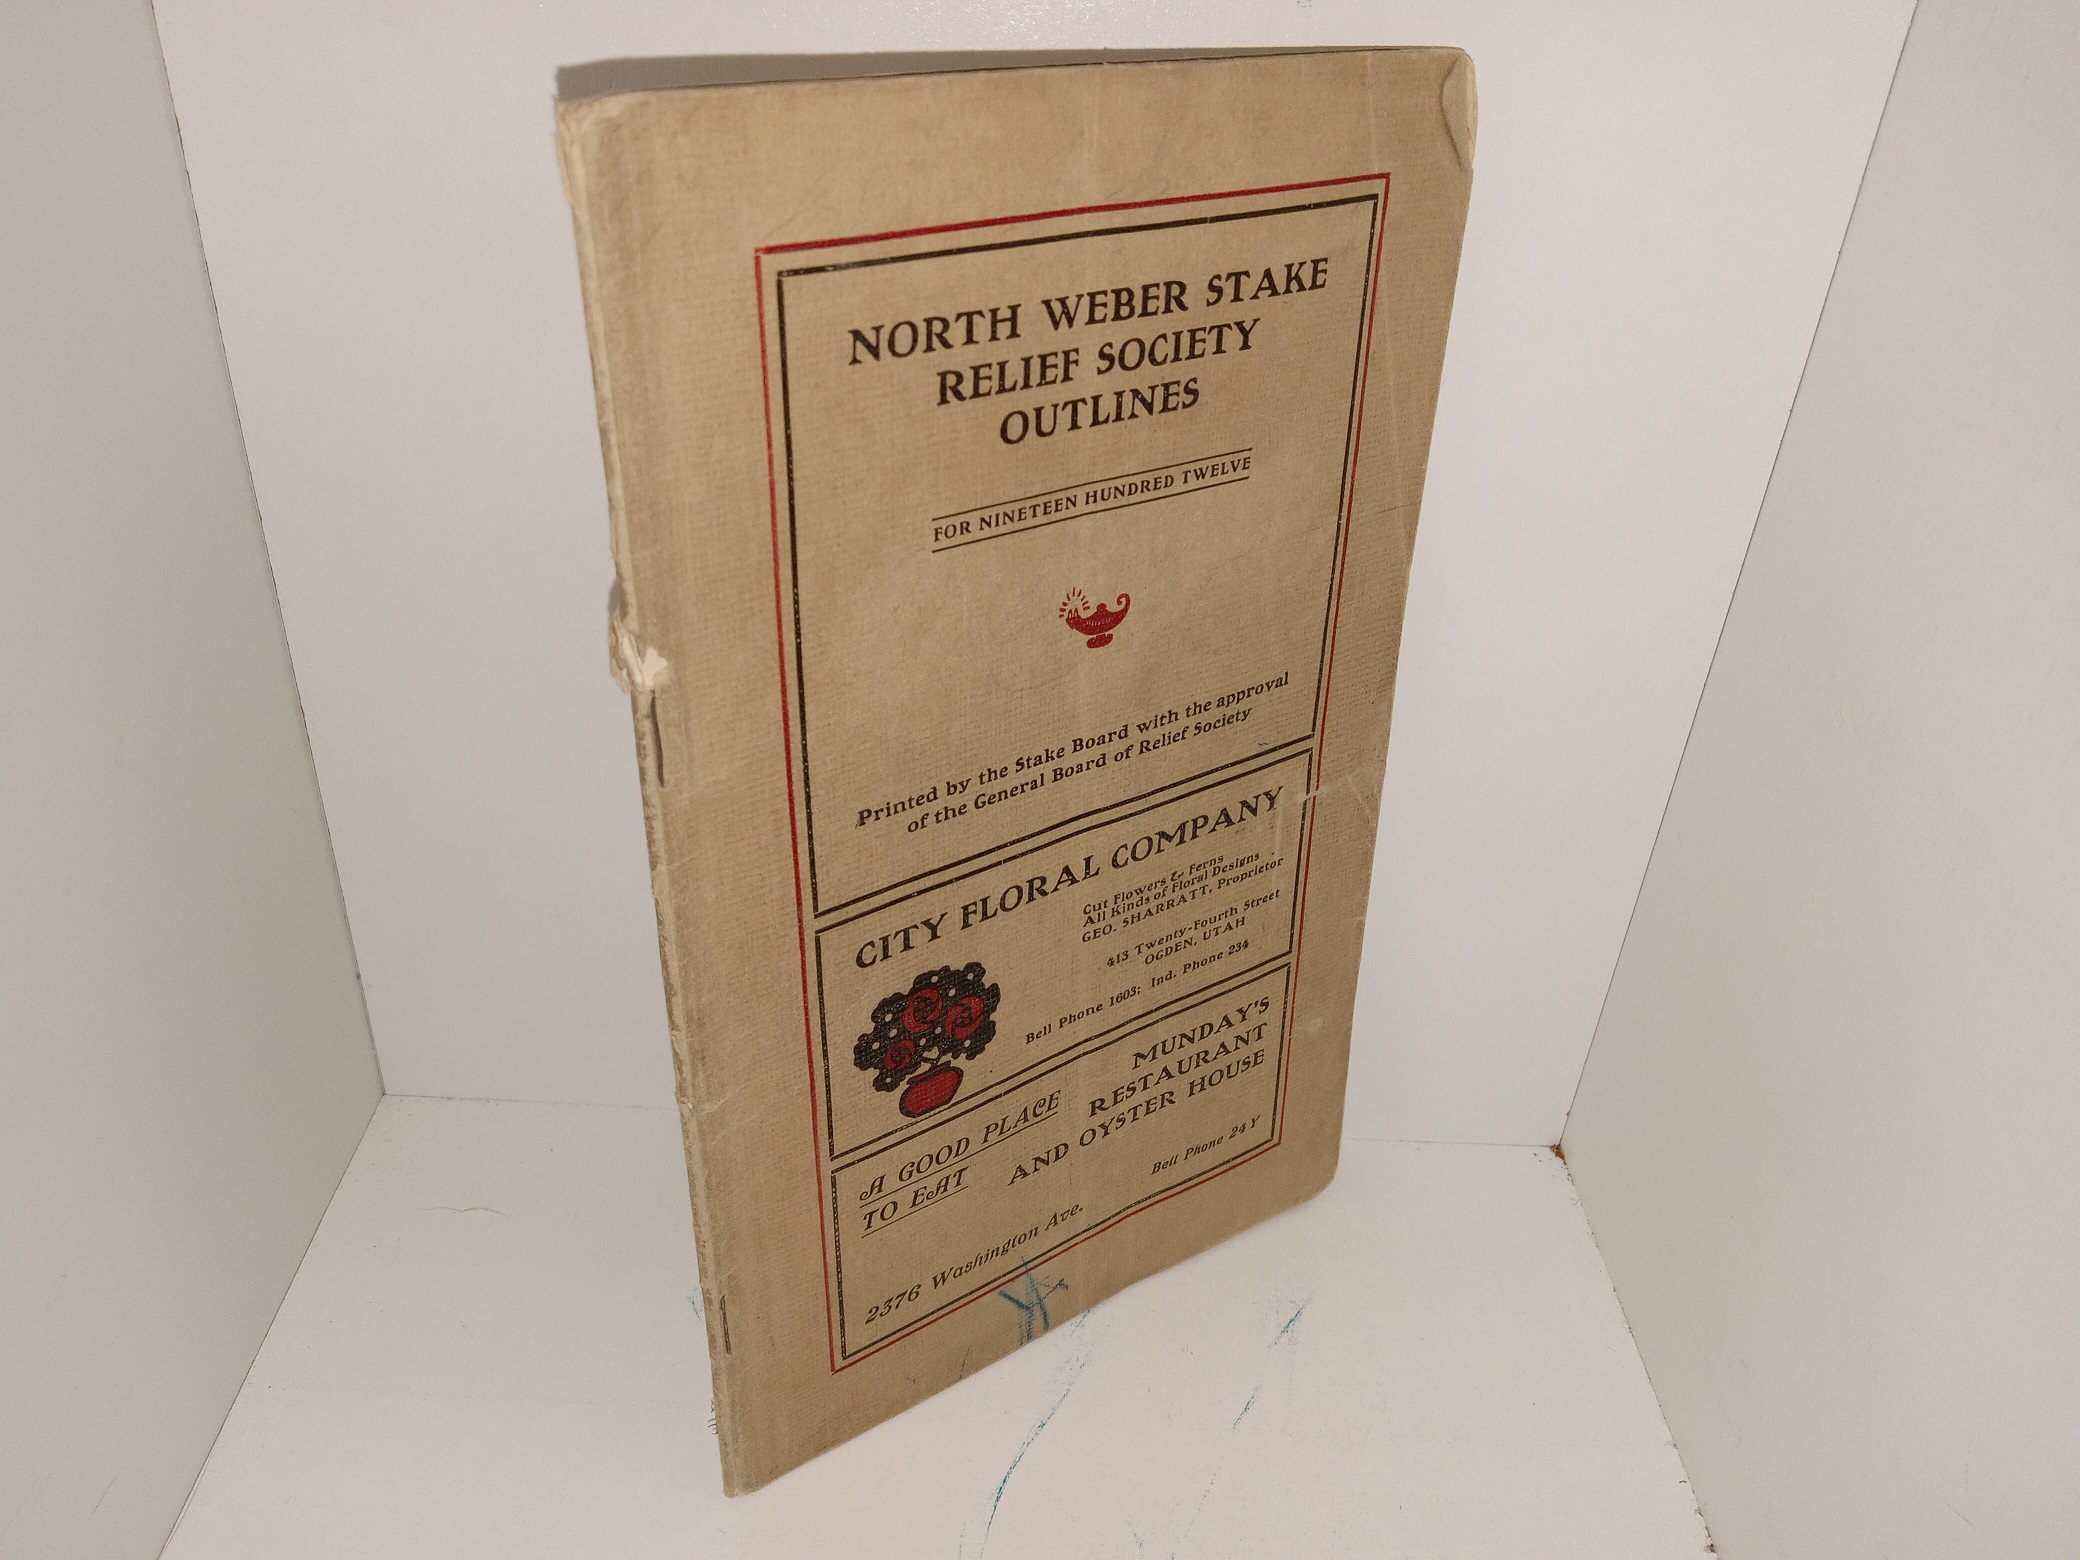 NORTH WEBER STAKE
RELIEF SOCIETY
OUTLINES
FOR NINETEEN HUNDRED TWELVE
Printed by the Stake Board with the approval
of the General Board of Relief Society
CITY FLORAL COMPANY
Cut Flowers & Ferns
All Kinds of Floral Designs
GEO. SHARRATT, Proprietor
413 Twenty-Fourth Street
OGDEN, UTAH
Bell Phone 1603; Ind. Phone 234
A GOOD PLACE
TO EAT
MUNDAY'S
RESTAURANT
AND OYSTER HOUSE
2376 Washington Ave.
Bell Phone 24 Y